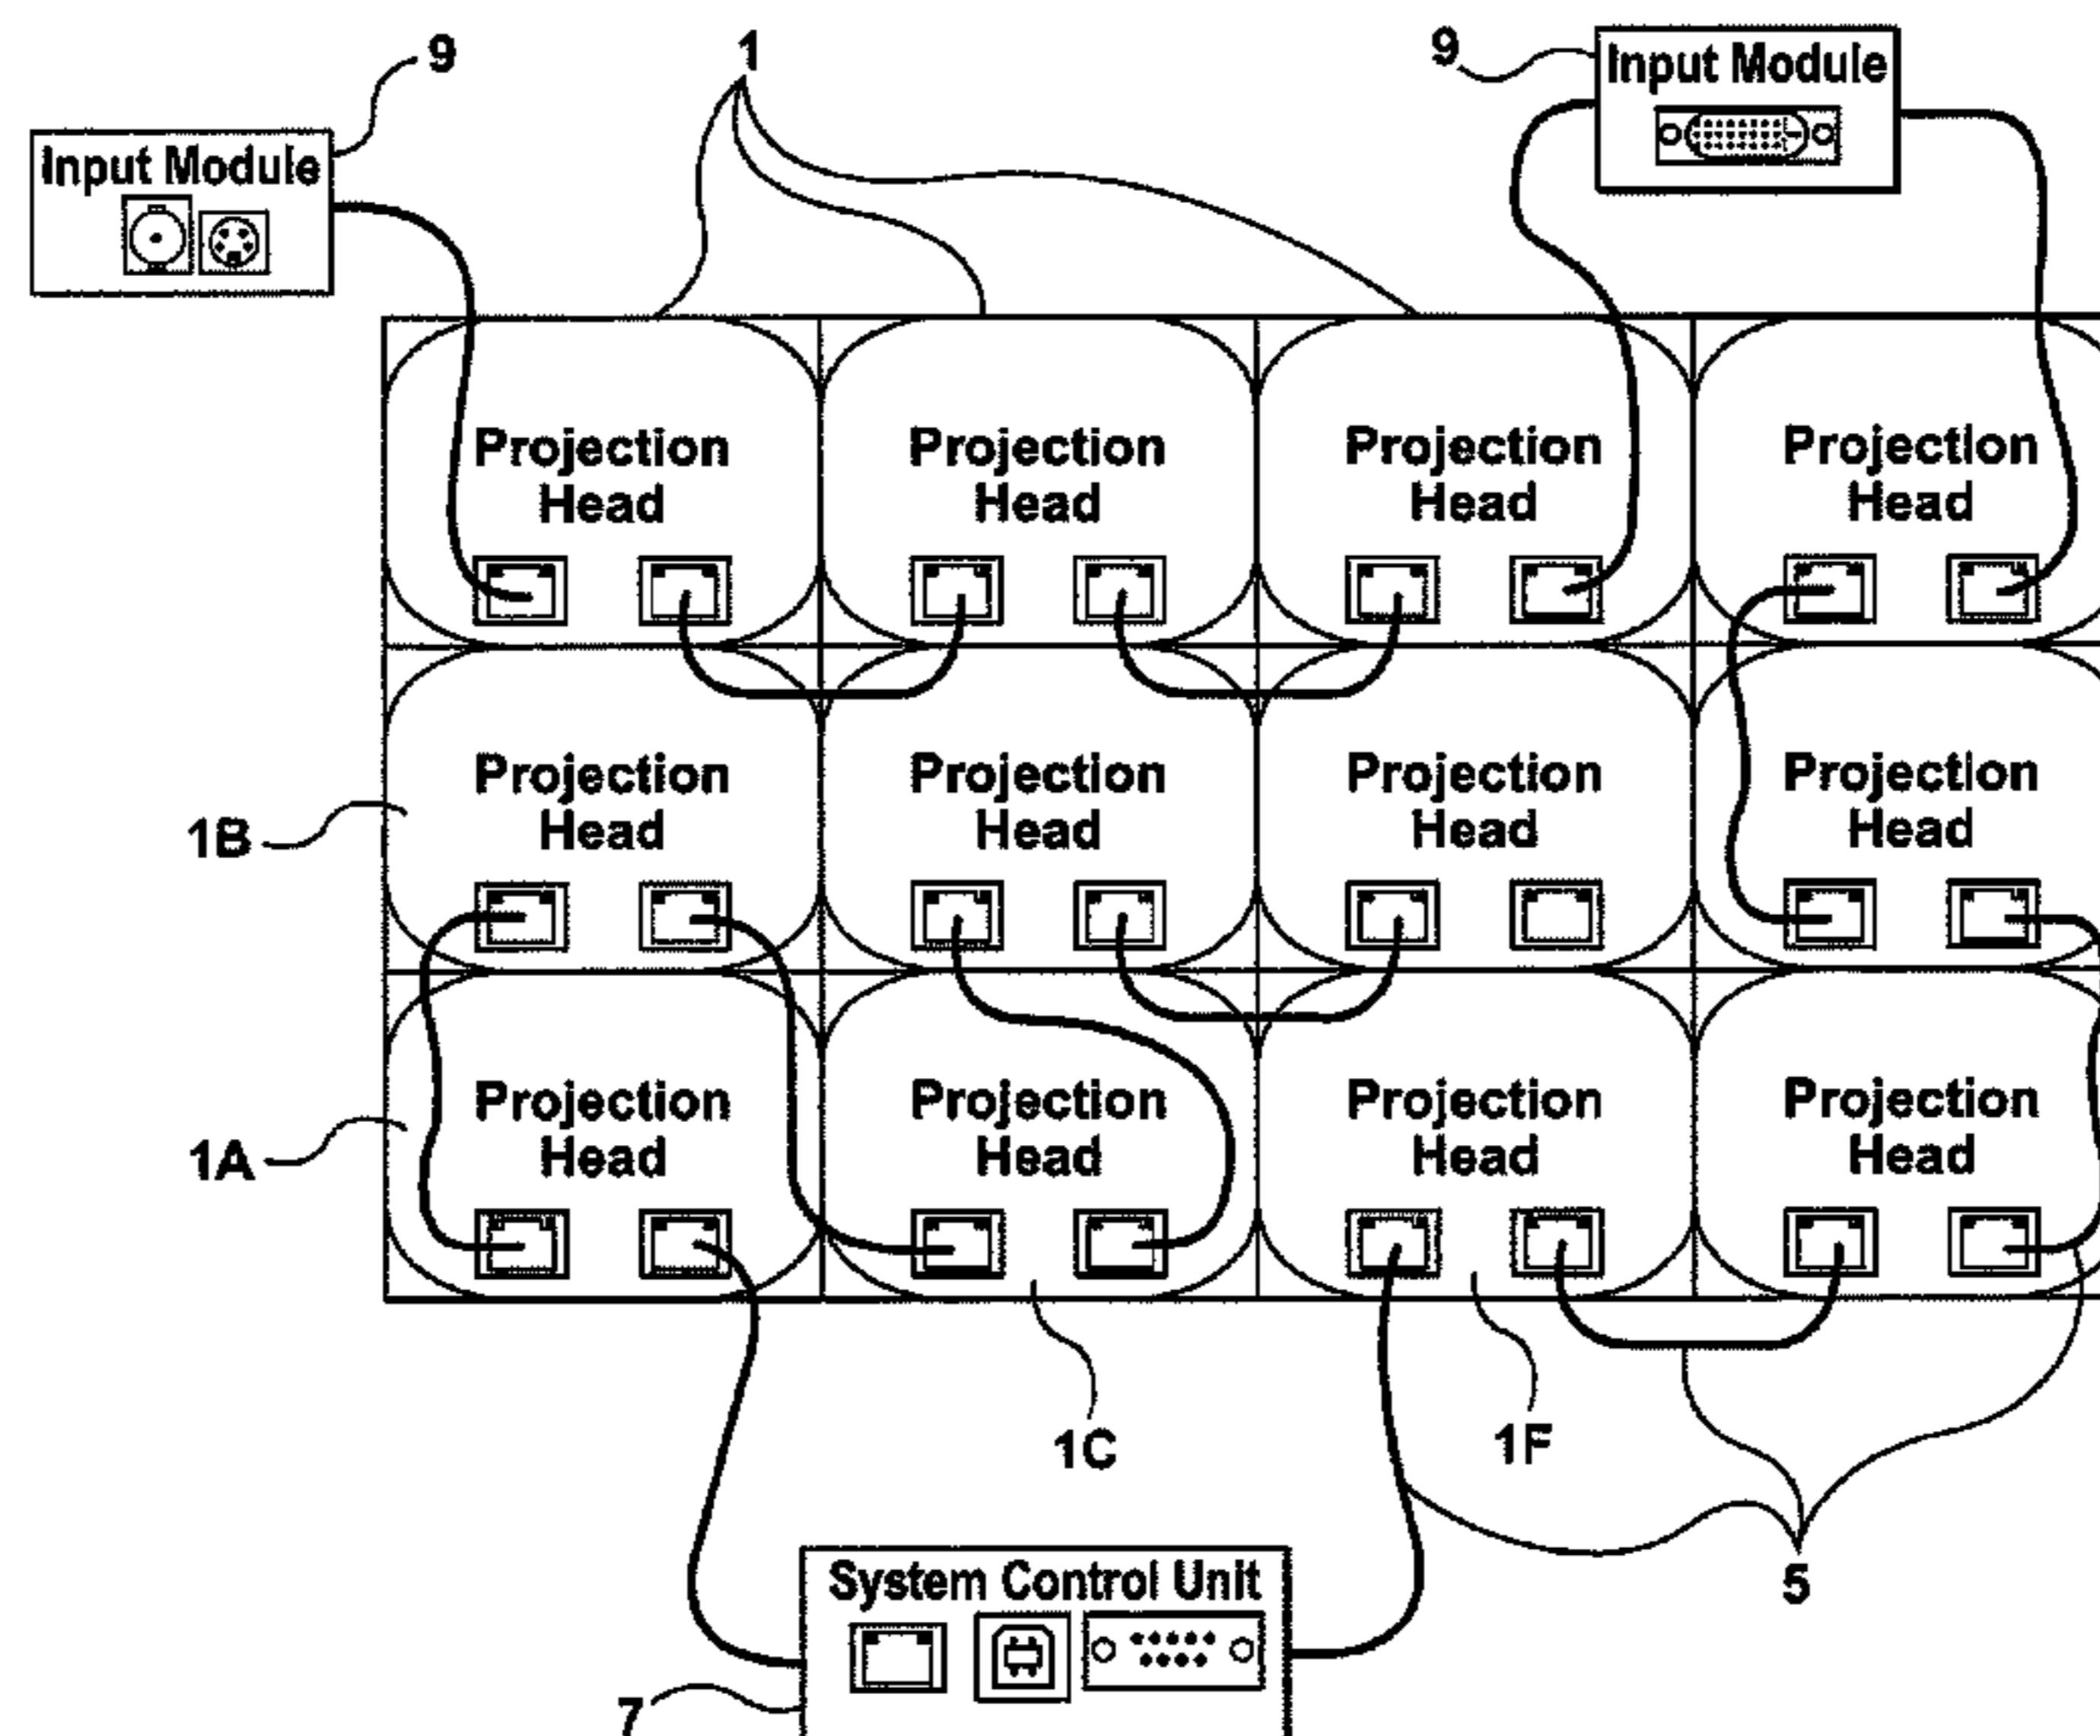 9
1
9
Input Module
Input Module
Projection
Head
Projection
Head
Projection
Head
Projection
Head
1B
Projection
Head
Projection
Head
Projection
Head
Projection
Head
1A
Projection
Head
Projection
Head
Projection
Head
Projection
Head
1C
1F
5
System Control Unit
7